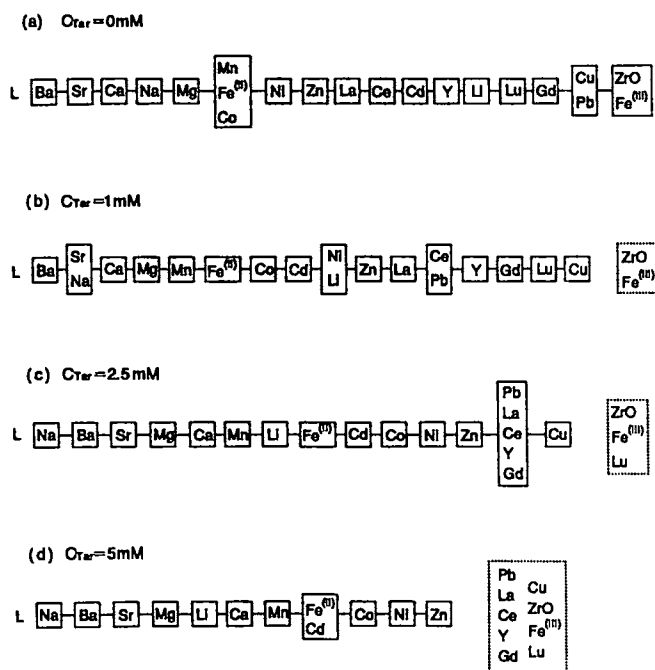 (a) CTar=0mM
Mn
L Ba Sr Ca Na Mg Fe(II) Ni Zn La Ce Cd Y Li Lu Gd Cu ZrO
Co Pb Fe(III)
(b) CTar=1mM
Sr Ni Ce ZrO
L Ba Ca Mg Mn Fe(II) Co Cd Zn La Y Gd Lu Cu
Na Li Pb Fe(III)
(c) CTar=2.5mM
Pb
La ZrO
L Na Ba Sr Mg Ca Mn Li Fe(II) Cd Co Ni Zn Ce Cu Fe(III)
Y Lu
Gd
(d) CTar=5mM
Pb Cu
La ZrO
L Na Ba Sr Mg Li Ca Mn Fe(II) Co Ni Zn Ce Fe(III)
Cd Y Lu
Gd